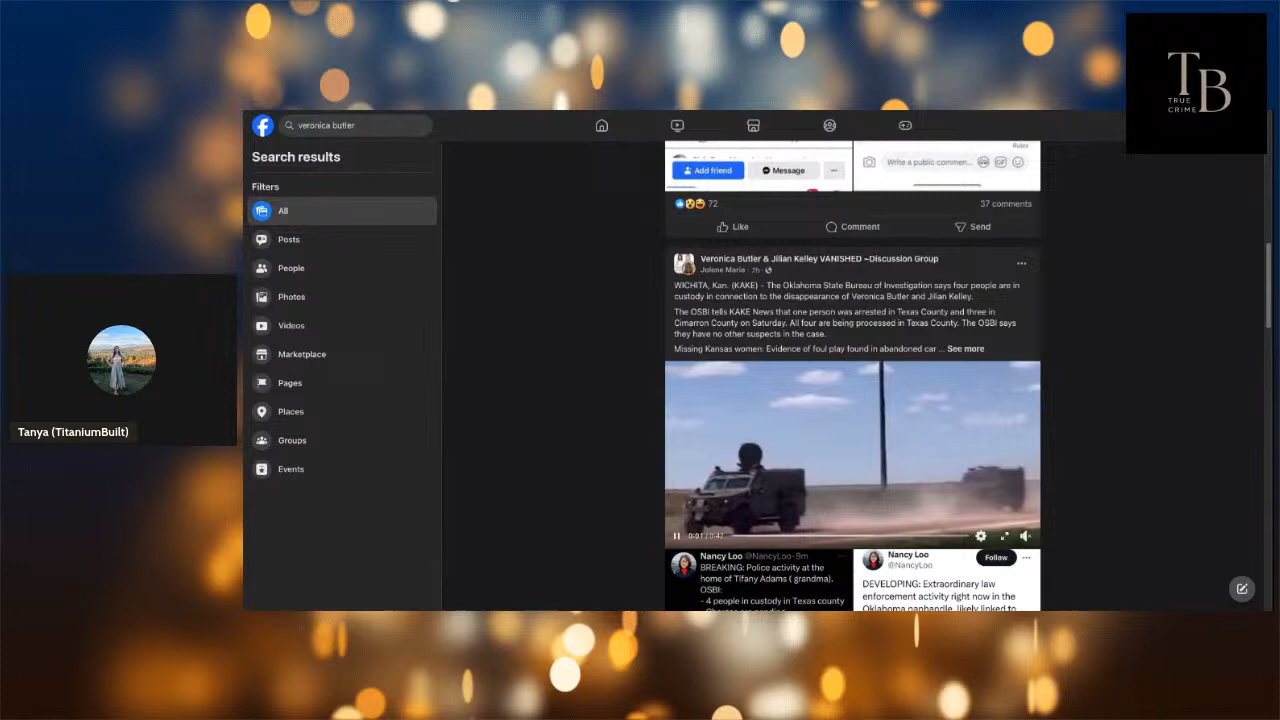 TB
TRUE
CRIME
veronica butler
Search results
Filters
All
Posts
People
Photos
Videos
Marketplace
Pages
Places
Groups
Events
Tanya (TitaniumBuilt)
Rules
Add friend
Message
Write a public commen...
GIF
72
37 comments
Like
Comment
Send
Veronica Butler & Jilian Kelley VANISHED ~Discussion Group
Jolene Marie · 7h ·
WICHITA, Kan. (KAKE) - The Oklahoma State Bureau of Investigation says four people are in
custody in connection to the disappearance of Veronica Butler and Jilian Kelley.
The OSBI tells KAKE News that one person was arrested in Texas County and three in
Cimarron County on Saturday. All four are being processed in Texas County. The OSBI says
they have no other suspects in the case.
Missing Kansas women: Evidence of foul play found in abandoned car ... See more
0:01 / 0:42
Nancy Loo @NancyLoo·9m
BREAKING: Police activity at the
home of Tifany Adams ( grandma).
OSBI:
- 4 people in custody in Texas county
Nancy Loo
@NancyLoo
Follow
DEVELOPING: Extraordinary law
enforcement activity right now in the
Oklahoma panhandle, likely linked to